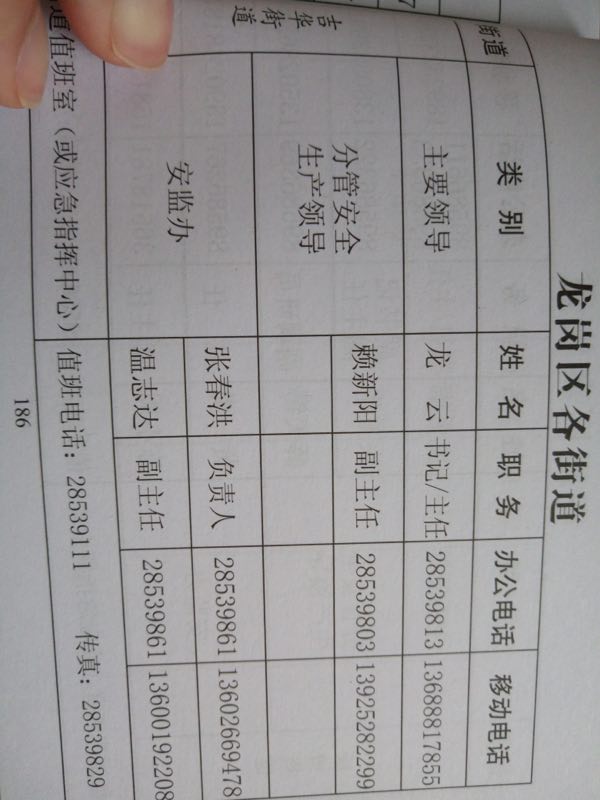 龙岗区各街道
街道 类别 姓名 职务 办公电话 移动电话
吉华街道
主要领导 龙云 书记/主任 28539813 13688817855
分管安全
生产领导
赖新阳 副主任 28539803 13925282299
安监办
张春洪 负责人 28539861 13602669478
温志达 副主任 28539861 13600192208
道值班室（或应急指挥中心） 值班电话：28539111 传真：28539829
186
7